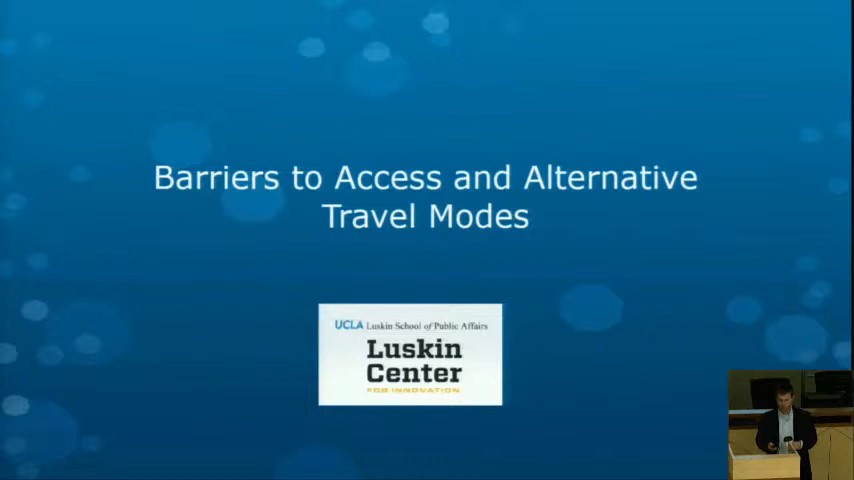 Barriers to Access and Alternative
Travel Modes
UCLA Luskin School of Public Affairs
Luskin
Center
FOR INNOVATION